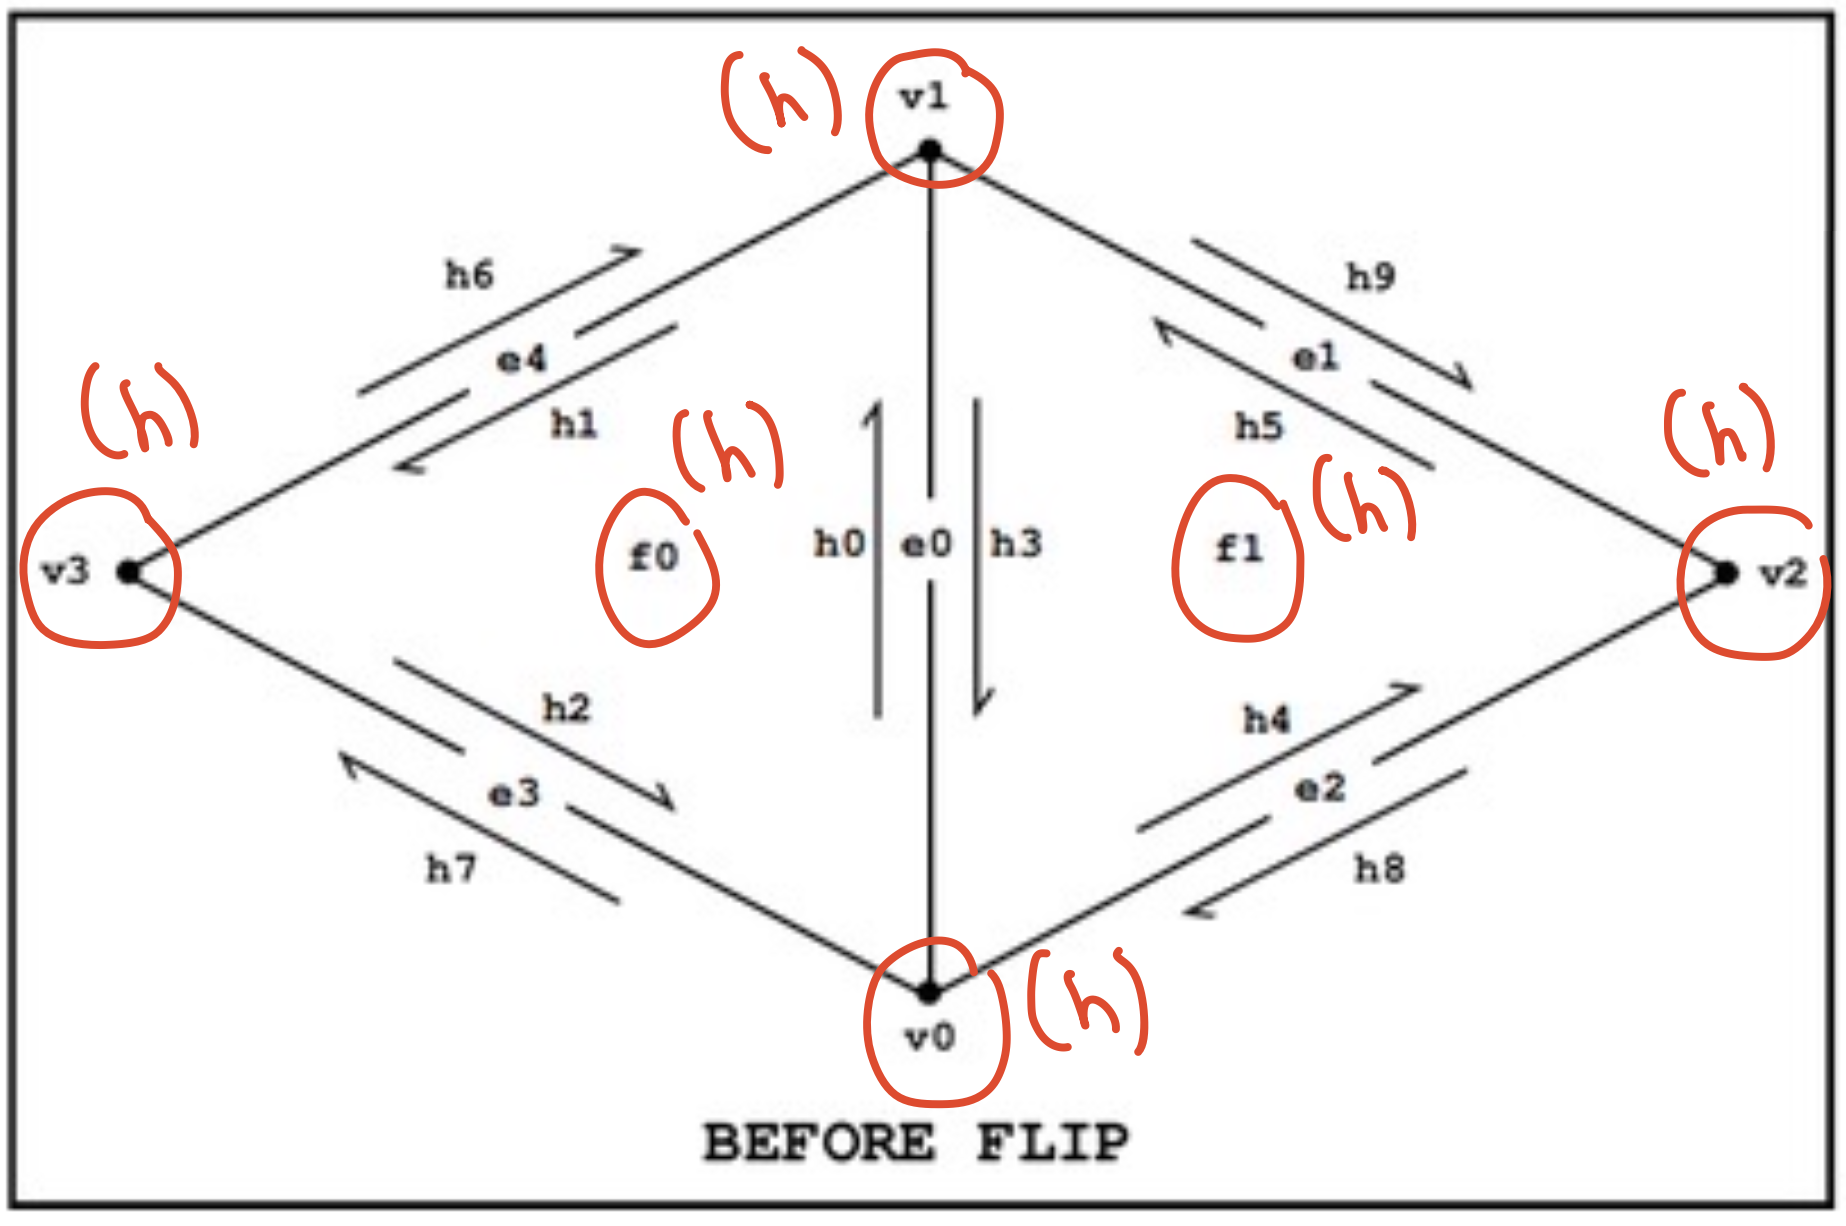 (h) v1
h6 h9
e4 e1
(h) h1 (h) h5 (h)
v3 f0 h0 e0 h3 f1 (h) v2
h2 h4
e3 e2
h7 h8
v0 (h)
BEFORE FLIP